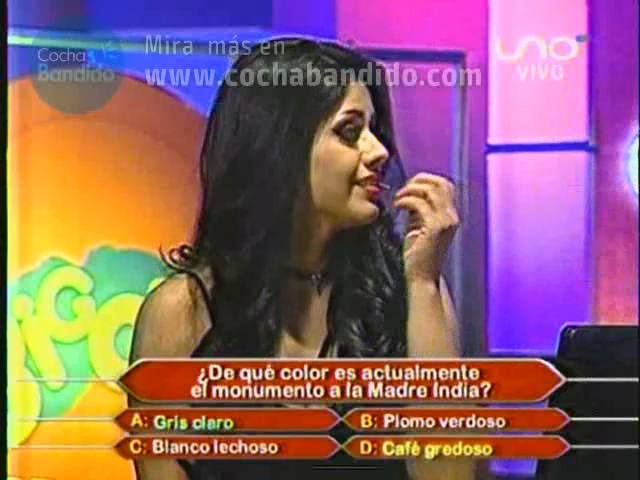 Cocha
Bandido
Mira más en
www.cochabandido.com
uno
VIVO
¿De qué color es actualmente
el monumento a la Madre India?
A: Gris claro
B: Plomo verdoso
C: Blanco lechoso
D: Café gredoso